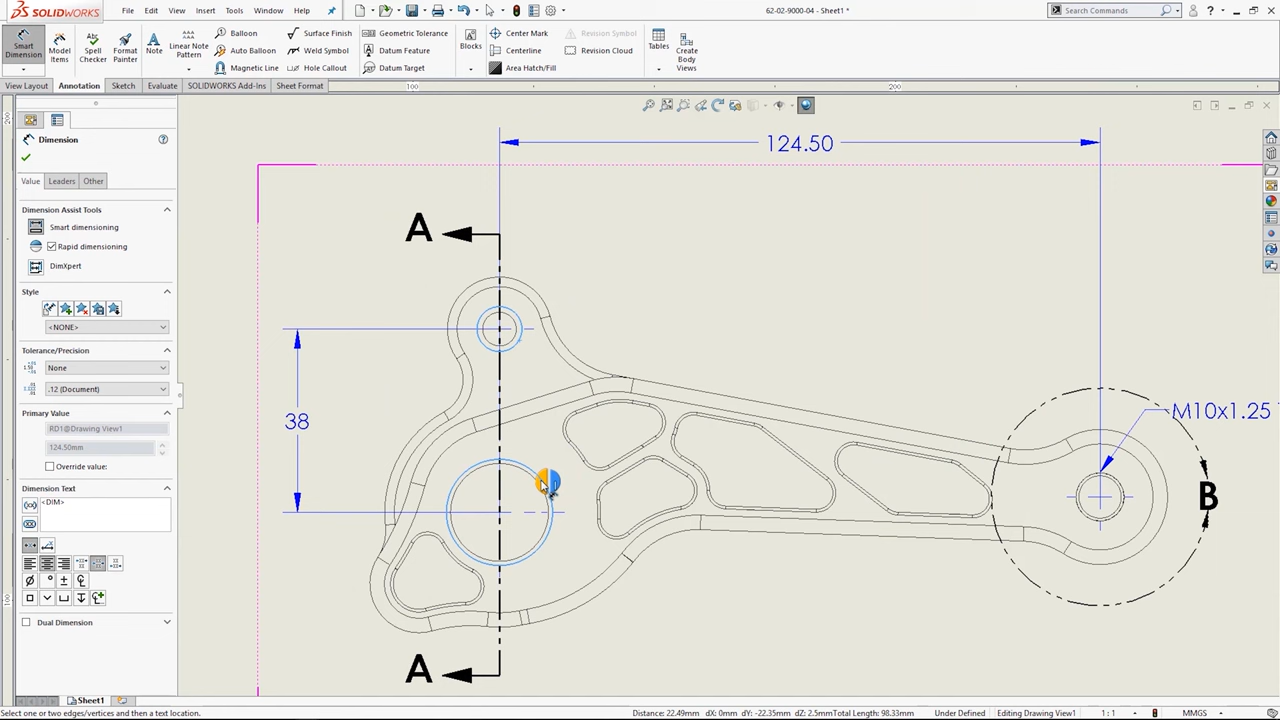 SOLIDWORKS
File
Edit
View
Insert
Tools
Window
Help
62-02-9000-04 - Sheet1 *
Search Commands
Smart Dimension
Model Items
Spell Checker
Format Painter
Note
Linear Note Pattern
Balloon
Auto Balloon
Magnetic Line
Surface Finish
Weld Symbol
Hole Callout
Geometric Tolerance
Datum Feature
Datum Target
Blocks
Center Mark
Centerline
Area Hatch/Fill
Revision Symbol
Revision Cloud
Tables
Create Body Views
View Layout
Annotation
Sketch
Evaluate
SOLIDWORKS Add-Ins
Sheet Format
100
200
200
100
Dimension
Value
Leaders
Other
Dimension Assist Tools
Smart dimensioning
Rapid dimensioning
DimXpert
Style
<NONE>
Tolerance/Precision
None
.12 (Document)
Primary Value
RD1@Drawing View1
124.50mm
Override value:
Dimension Text
<DIM>
Dual Dimension
124.50
A
38
M10x1.25
B
A
Sheet1
Select one or two edges/vertices and then a text location.
Distance: 22.49mm dX: 0mm dY: -22.35mm dZ: 2.5mmTotal Length: 98.33mm
Under Defined
Editing Drawing View1
1 : 1
MMGS